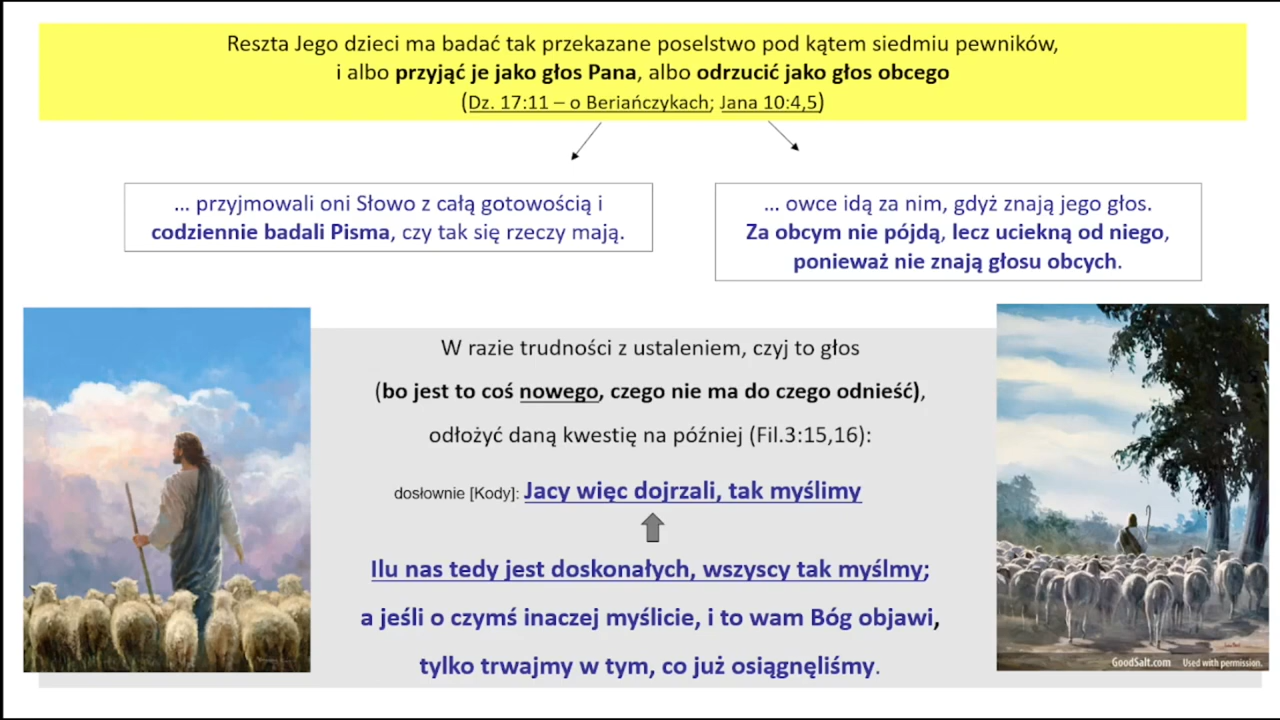 Reszta Jego dzieci ma badać tak przekazane poselstwo pod kątem siedmiu pewników,
i albo przyjąć je jako głos Pana, albo odrzucić jako głos obcego
(Dz. 17:11 – o Beriańczykach; Jana 10:4,5)
... przyjmowali oni Słowo z całą gotowością i
codziennie badali Pisma, czy tak się rzeczy mają.
... owce idą za nim, gdyż znają jego głos.
Za obcym nie pójdą, lecz uciekną od niego,
ponieważ nie znają głosu obcych.
W razie trudności z ustaleniem, czyj to głos
(bo jest to coś nowego, czego nie ma do czego odnieść),
odłożyć daną kwestię na później (Fil.3:15,16):
dosłownie [Kody]: Jacy więc dojrzali, tak myślimy
Ilu nas tedy jest doskonałych, wszyscy tak myślmy;
a jeśli o czymś inaczej myślicie, i to wam Bóg objawi,
tylko trwajmy w tym, co już osiągnęliśmy.
GoodSalt.com Used with permission.